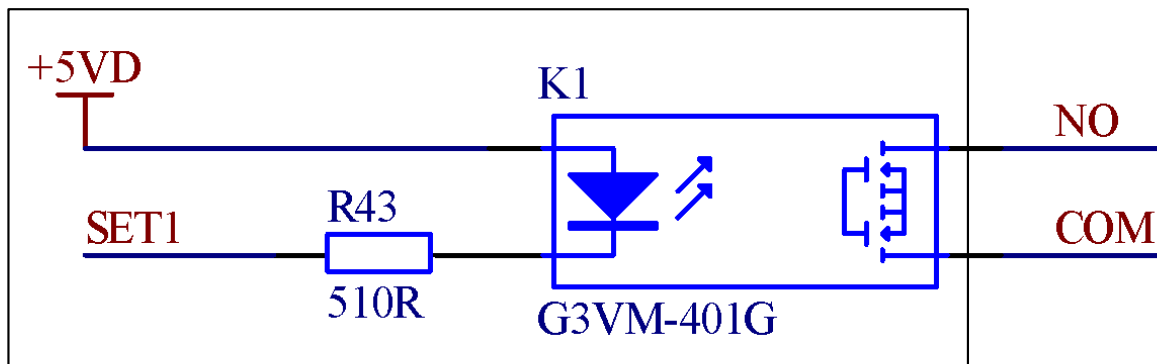 +5VD
K1
NO
R43
SET1
COM
510R
G3VM-401G